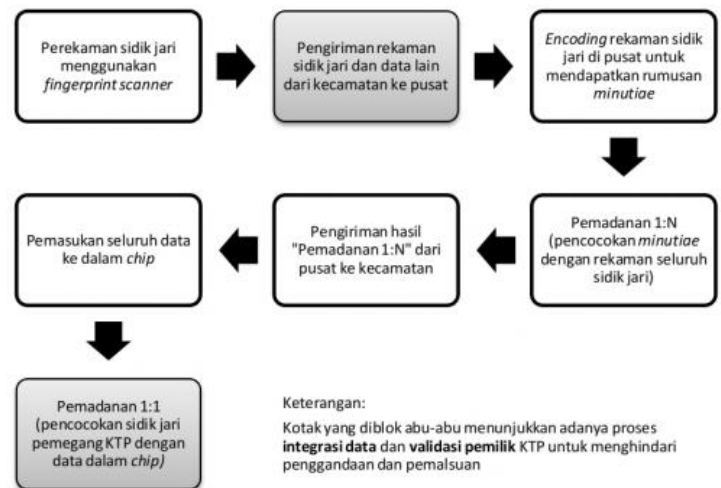 Perekaman sidik jari
menggunakan
fingerprint scanner
Pengiriman rekaman
sidik jari dan data lain
dari kecamatan ke pusat
Encoding rekaman sidik
jari di pusat untuk
mendapatkan rumusan
minutiae
Pemadanan 1:N
(pencocokan minutiae
dengan rekaman seluruh
sidik jari)
Pengiriman hasil
"Pemadanan 1:N" dari
pusat ke kecamatan
Pemasukan seluruh data
ke dalam chip
Pemadanan 1:1
(pencocokan sidik jari
pemegang KTP dengan
data dalam chip)
Keterangan:
Kotak yang diblok abu-abu menunjukkan adanya proses
integrasi data dan validasi pemilik KTP untuk menghindari
penggandaan dan pemalsuan